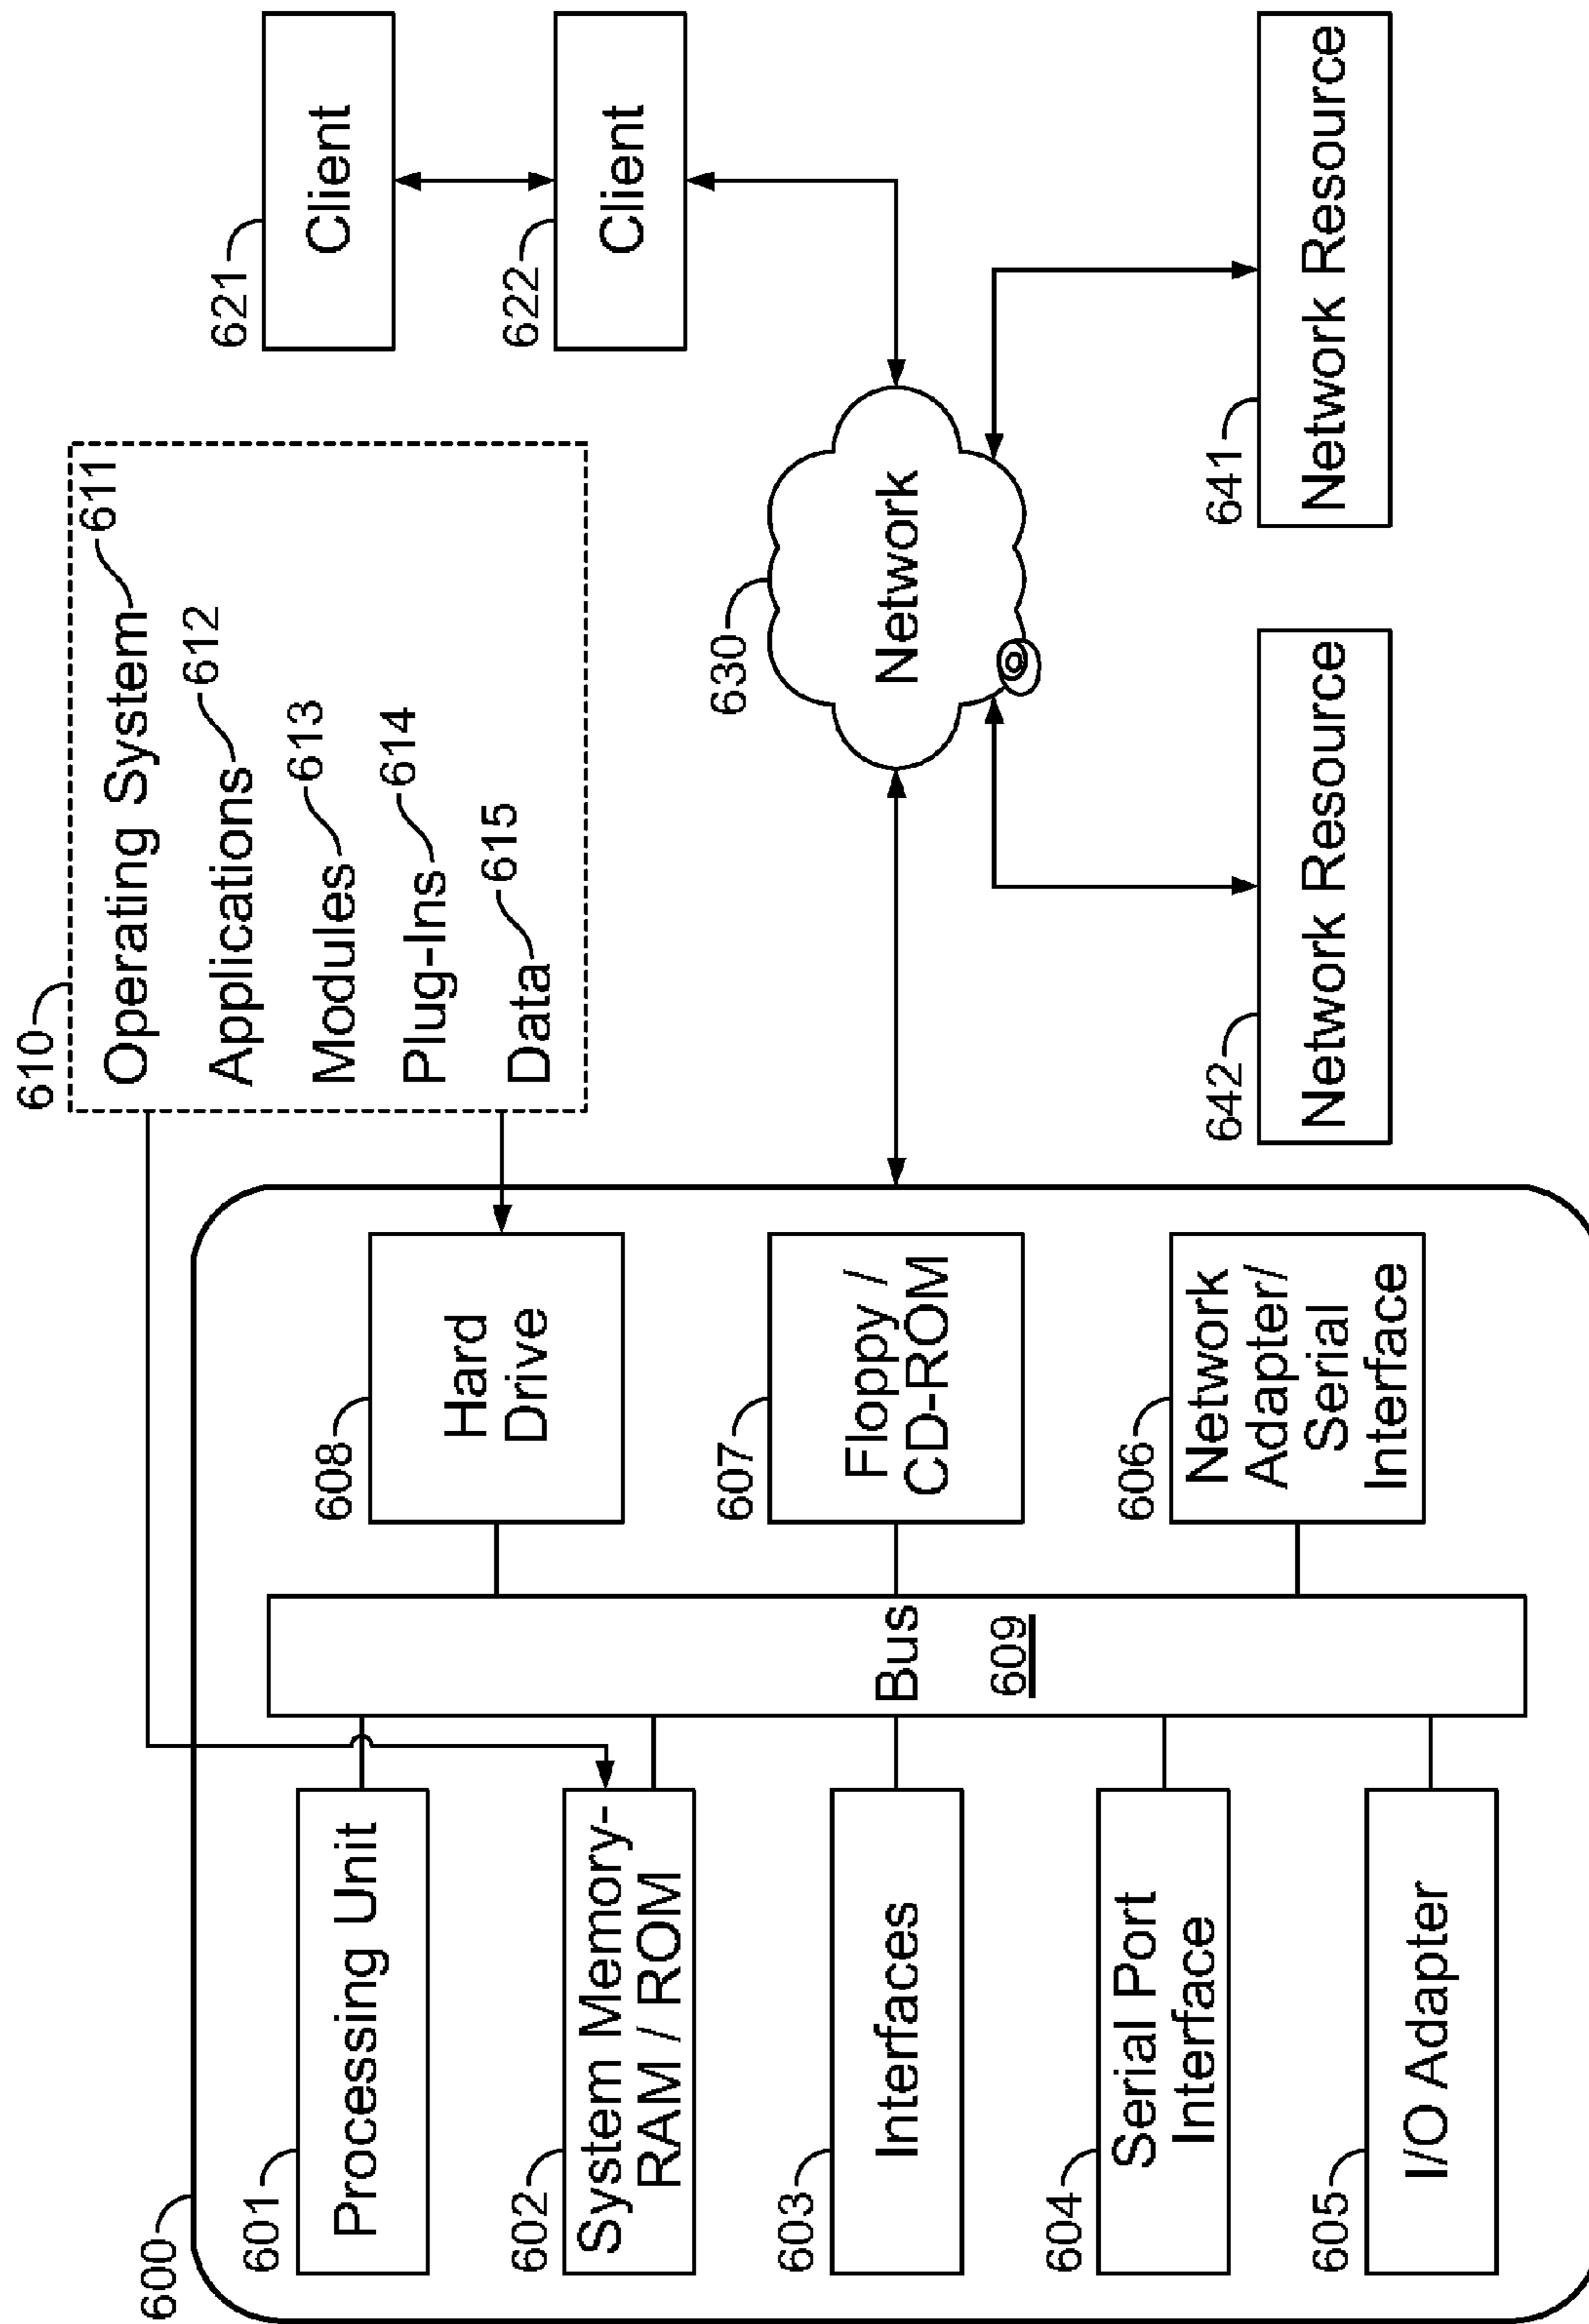 600
601
Processing Unit
602
System Memory-
RAM / ROM
603
Interfaces
604
Serial Port
Interface
605
I/O Adapter
Bus
609
608
Hard
Drive
607
Floppy /
CD-ROM
606
Network
Adapter/
Serial
Interface
610
Operating System 611
Applications 612
Modules 613
Plug-Ins 614
Data 615
630
Network
621
Client
622
Client
642
Network Resource
641
Network Resource